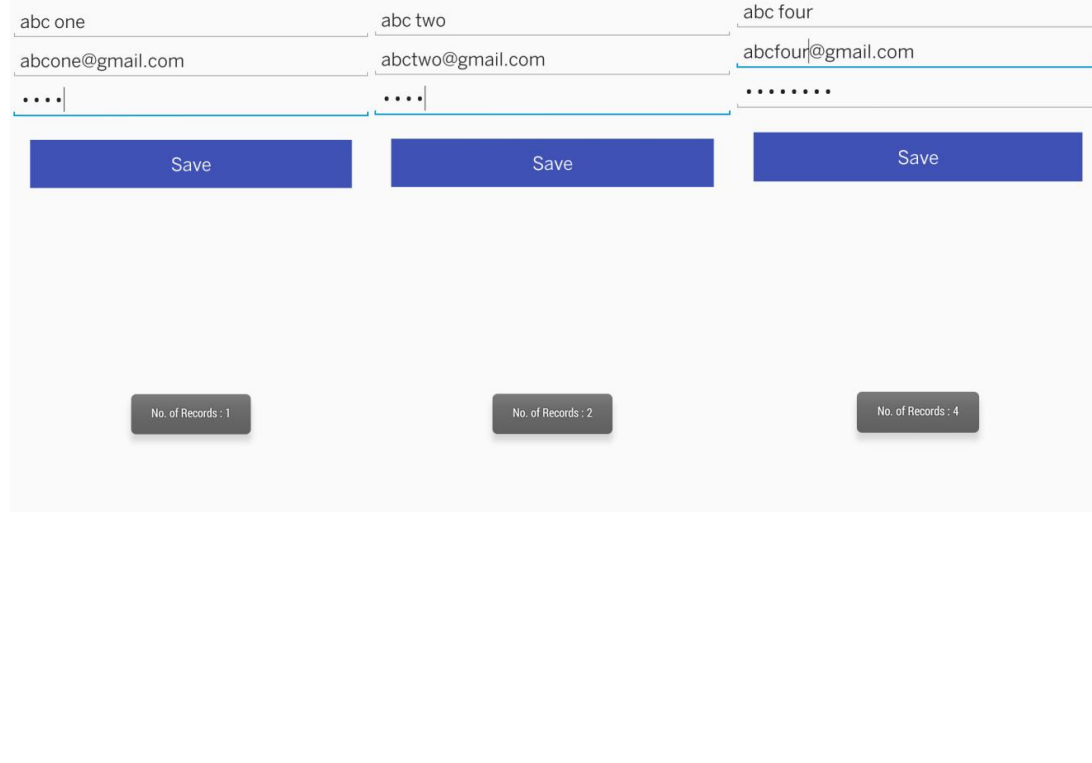 abc one
abcone@gmail.com
••••
Save
No. of Records : 1
abc two
abctwo@gmail.com
••••
Save
No. of Records : 2
abc four
abcfour@gmail.com
••••••••
Save
No. of Records : 4